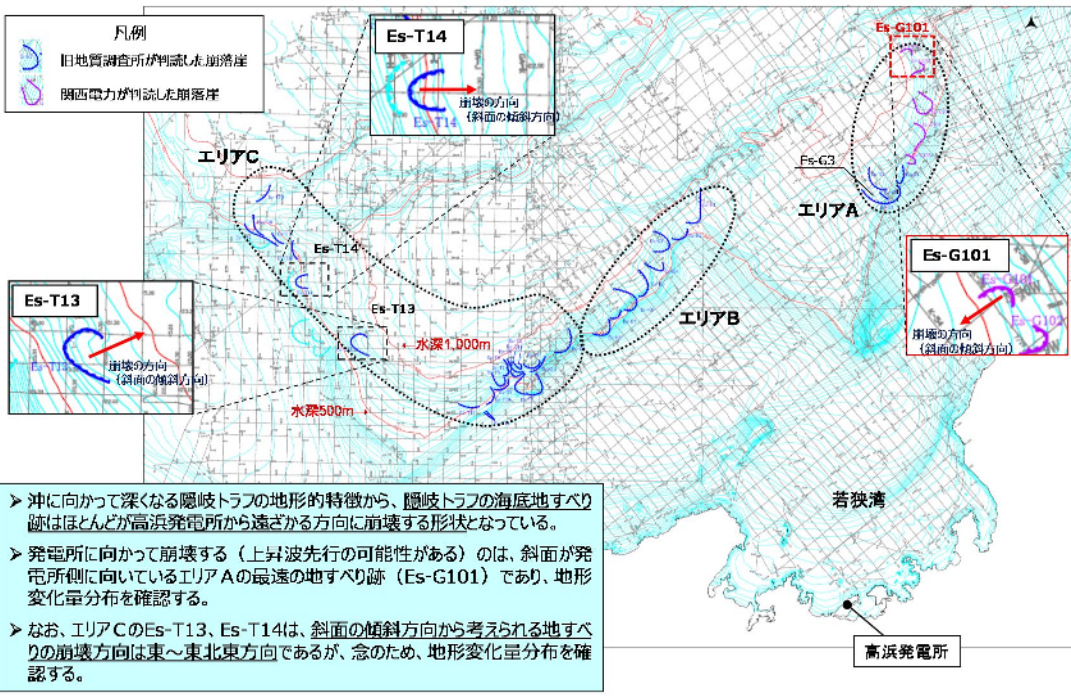 凡例
旧地質調査所が判読した崩落崖
関西電力が判読した崩落崖
Es-T14
崩壊の方向
(斜面の傾斜方向)
Es-T14
Es-G101
エリアC
Es-G3
エリアA
Es-T14
Es-G101
Es-G101
Es-G102
崩壊の方向
(斜面の傾斜方向)
Es-T13
Es-T13
崩壊の方向
(斜面の傾斜方向)
Es-T13
エリアB
水深1,000m
水深500m
若狭湾
高浜発電所
➢ 沖に向かって深くなる隠岐トラフの地形的特徴から、隠岐トラフの海底地すべり
跡はほとんどが高浜発電所から遠ざかる方向に崩壊する形状となっている。
➢ 発電所に向かって崩壊する（上昇波先行の可能性がある）のは、斜面が発
電所側に向いているエリアAの最遠の地すべり跡（Es-G101）であり、地形
変化量分布を確認する。
➢ なお、エリアCのEs-T13、Es-T14は、斜面の傾斜方向から考えられる地すべ
りの崩壊方向は東～東北東方向であるが、念のため、地形変化量分布を確
認する。